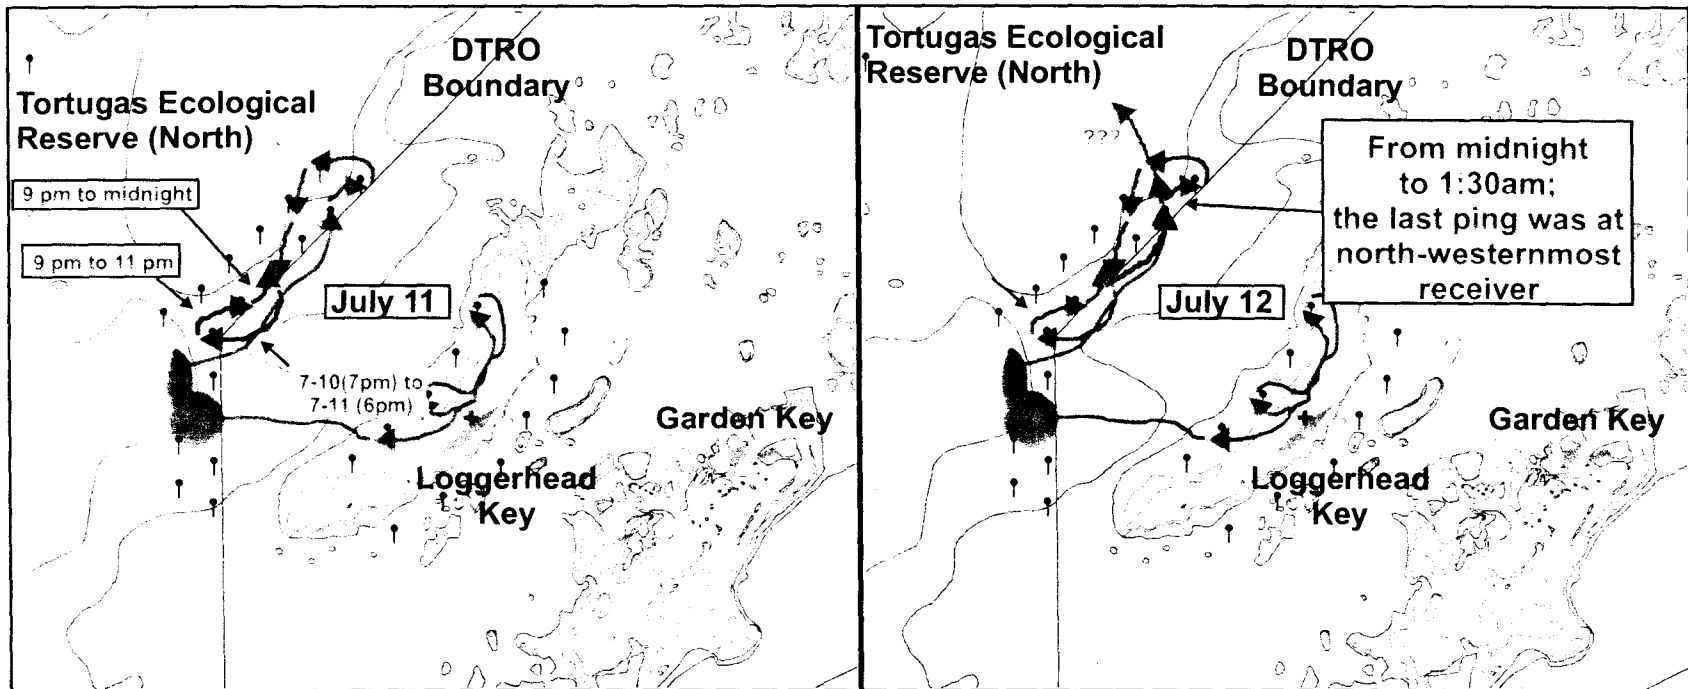 DTRO
Boundary
Tortugas Ecological
Reserve (North)
9 pm to midnight
9 pm to 11 pm
July 11
7-10(7pm) to
7-11 (6pm)
Garden Key
Loggerhead
Key
Tortugas Ecological
Reserve (North)
DTRO
Boundary
???
From midnight
to 1:30am;
the last ping was at
north-westernmost
receiver
July 12
Garden Key
Loggerhead
Key